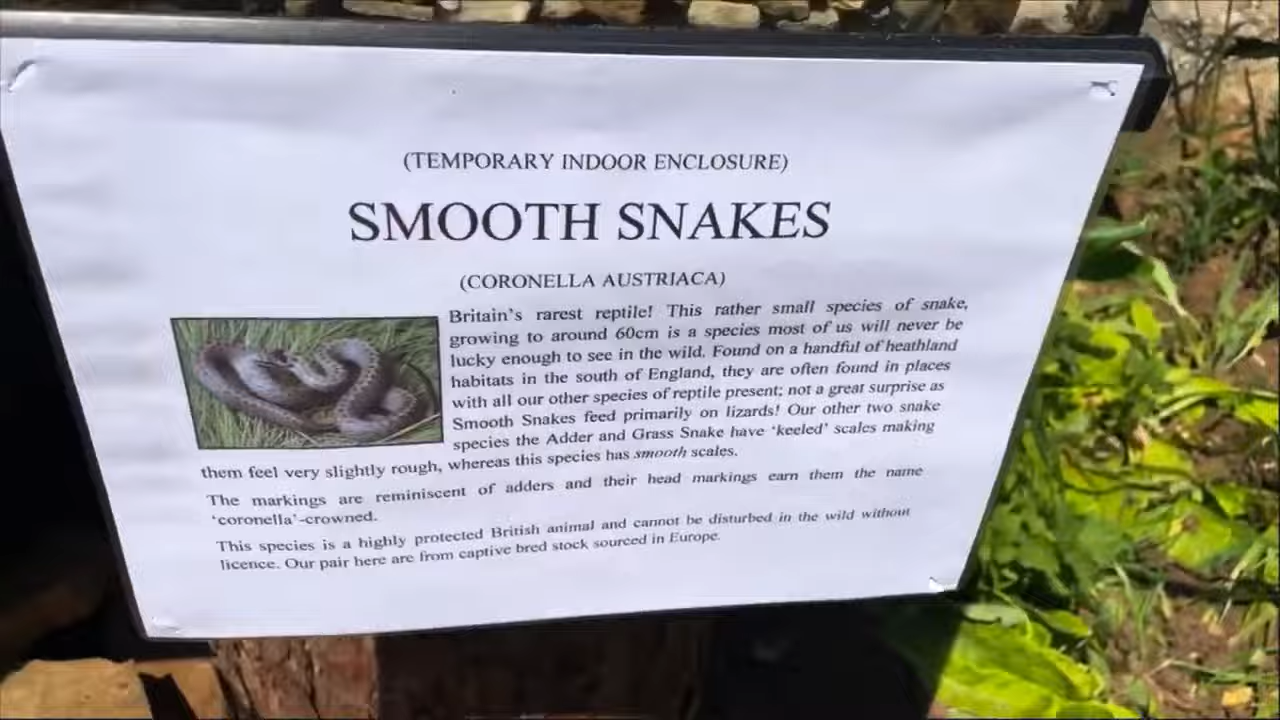 (TEMPORARY INDOOR ENCLOSURE)
SMOOTH SNAKES
(CORONELLA AUSTRIACA)
Britain's rarest reptile! This rather small species of snake,
growing to around 60cm is a species most of us will never be
lucky enough to see in the wild. Found on a handful of heathland
habitats in the south of England, they are often found in places
with all our other species of reptile present; not a great surprise as
Smooth Snakes feed primarily on lizards! Our other two snake
species the Adder and Grass Snake have 'keeled' scales making
them feel very slightly rough, whereas this species has smooth scales.
The markings are reminiscent of adders and their head markings earn them the name
'coronella'-crowned.
This species is a highly protected British animal and cannot be disturbed in the wild without
licence. Our pair here are from captive bred stock sourced in Europe.